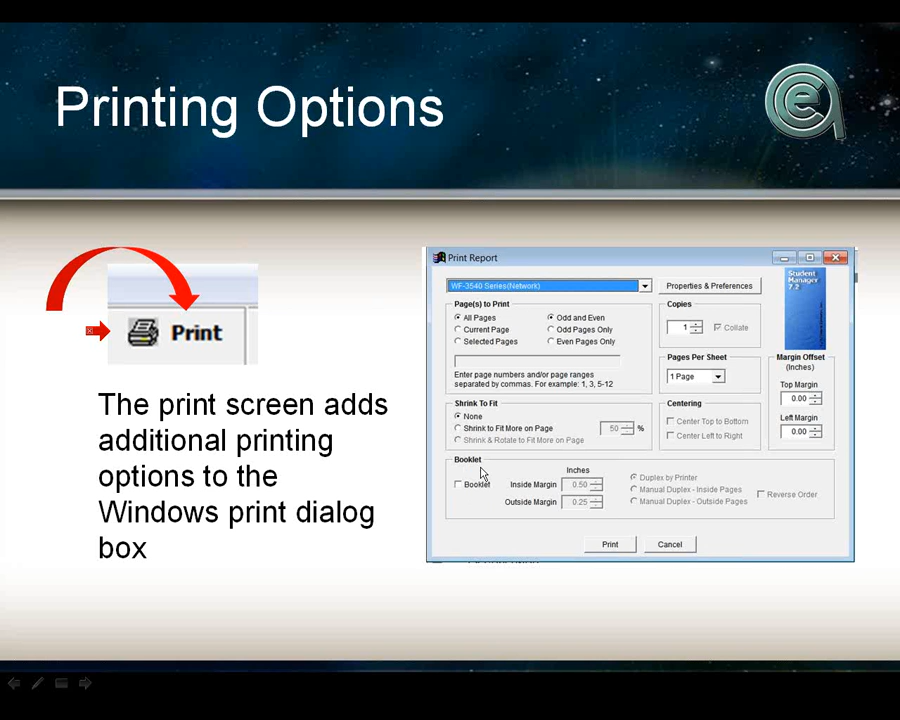 Printing Options
Print
The print screen adds
additional printing
options to the
Windows print dialog
box
Print Report
WF-3540 Series(Network)
Properties & Preferences
Student
Manager
7.2
Page(s) to Print
All Pages
Odd and Even
Current Page
Odd Pages Only
Selected Pages
Even Pages Only
Enter page numbers and/or page ranges
separated by commas. For example: 1, 3, 5-12
Copies
1
Collate
Pages Per Sheet
1 Page
Margin Offset
(Inches)
Top Margin
0.00
Left Margin
0.00
Shrink To Fit
None
Shrink to Fit More on Page
50 %
Shrink & Rotate to Fit More on Page
Centering
Center Top to Bottom
Center Left to Right
Booklet
Booklet
Inches
Inside Margin 0.50
Outside Margin 0.25
Duplex by Printer
Manual Duplex - Inside Pages
Manual Duplex - Outside Pages
Reverse Order
Print
Cancel